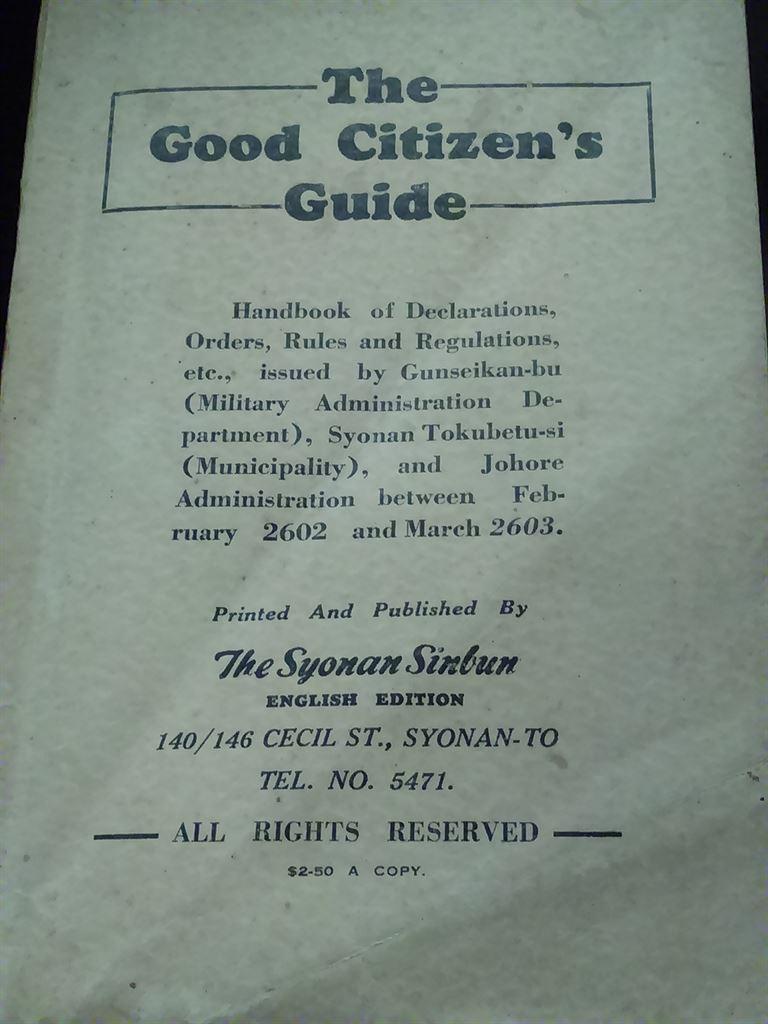 The
Good Citizen's
Guide
Handbook of Declarations,
Orders, Rules and Regulations,
etc., issued by Gunseikan-bu
(Military Administration De-
partment), Syonan Tokubetu-si
(Municipality), and Johore
Administration between Feb-
ruary 2602 and March 2603.
Printed And Published By
The Syonan Sinbun
ENGLISH EDITION
140/146 CECIL ST., SYONAN-TO
TEL. NO. 5471.
ALL RIGHTS RESERVED
$2-50 A COPY.